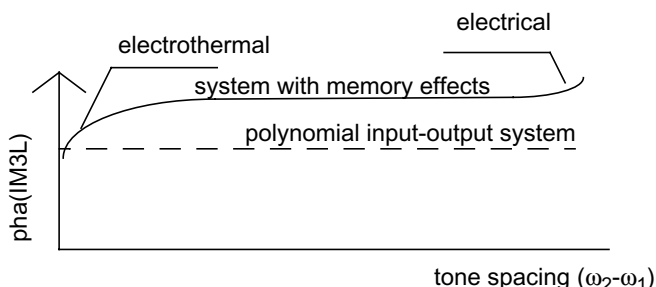 electrical
electrothermal
system with memory effects
polynomial input-output system
pha(IM3L)
tone spacing (ω₂-ω₁)